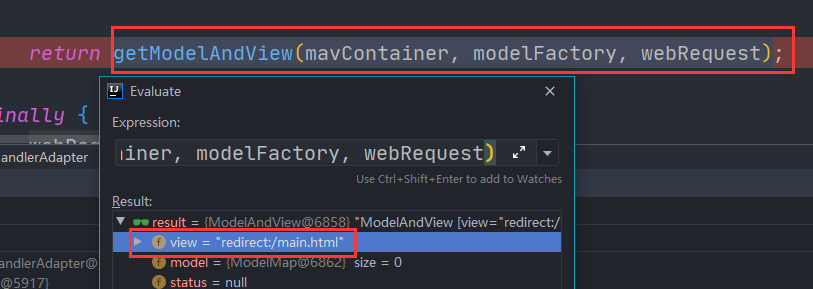 return getModelAndView(mavContainer, modelFactory, webRequest);
inally {
Evaluate
Expression:
andlerAdapter
ainer, modelFactory, webRequest)
Use Ctrl+Shift+Enter to add to Watches
Result:
result = {ModelAndView@6858} "ModelAndView [view="redirect:/
view = "redirect:/main.html"
andlerAdapter@
model = {ModelMap@6862} size = 0
@5917}
status = null